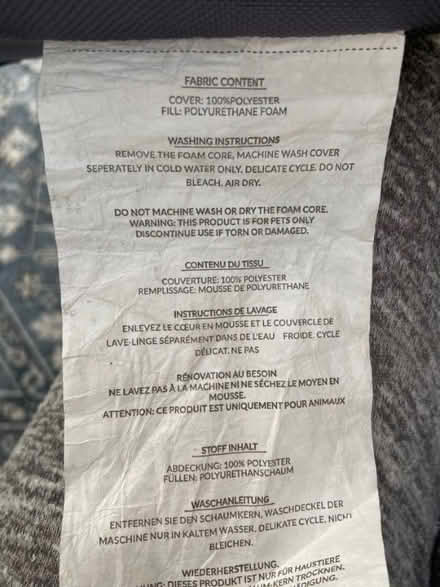 FABRIC CONTENT
COVER: 100%POLYESTER
FILL: POLYURETHANE FOAM
WASHING INSTRUCTIONS
REMOVE THE FOAM CORE, MACHINE WASH COVER
SEPERATELY IN COLD WATER ONLY, DELICATE CYCLE. DO NOT
BLEACH. AIR DRY.
DO NOT MACHINE WASH OR DRY THE FOAM CORE.
WARNING: THIS PRODUCT IS FOR PETS ONLY
DISCONTINUE USE IF TORN OR DAMAGED.
CONTENU DU TISSU
COUVERTURE: 100% POLYESTER
REMPLISSAGE: MOUSSE DE POLYURETHANE
INSTRUCTIONS DE LAVAGE
ENLEVEZ LE CŒUR EN MOUSSE ET LE COUVERCLE DE
LAVE-LINGE SÉPARÉMENT DANS DE L'EAU FROIDE, CYCLE
DÉLICAT. NE PAS
RÉNOVATION AU BESOIN
NE LAVEZ PAS À LA MACHINE NI NE SÉCHEZ LE MOYEN EN
MOUSSE.
ATTENTION: CE PRODUIT EST UNIQUEMENT POUR ANIMAUX
STOFF INHALT
ABDECKUNG: 100% POLYESTER
FÜLLEN: POLYURETHANSCHAUM
WASCHANLEITUNG
ENTFERNEN SIE DEN SCHAUMKERN, WASCHDECKEL DER
MASCHINE NUR IN KALTEM WASSER. DELIKATE CYCLE. NICHT
BLEICHEN.
WIEDERHERSTELLUNG.
DIESES PRODUKT IST NUR FÜR HAUSTIERE
TROCKNEN.